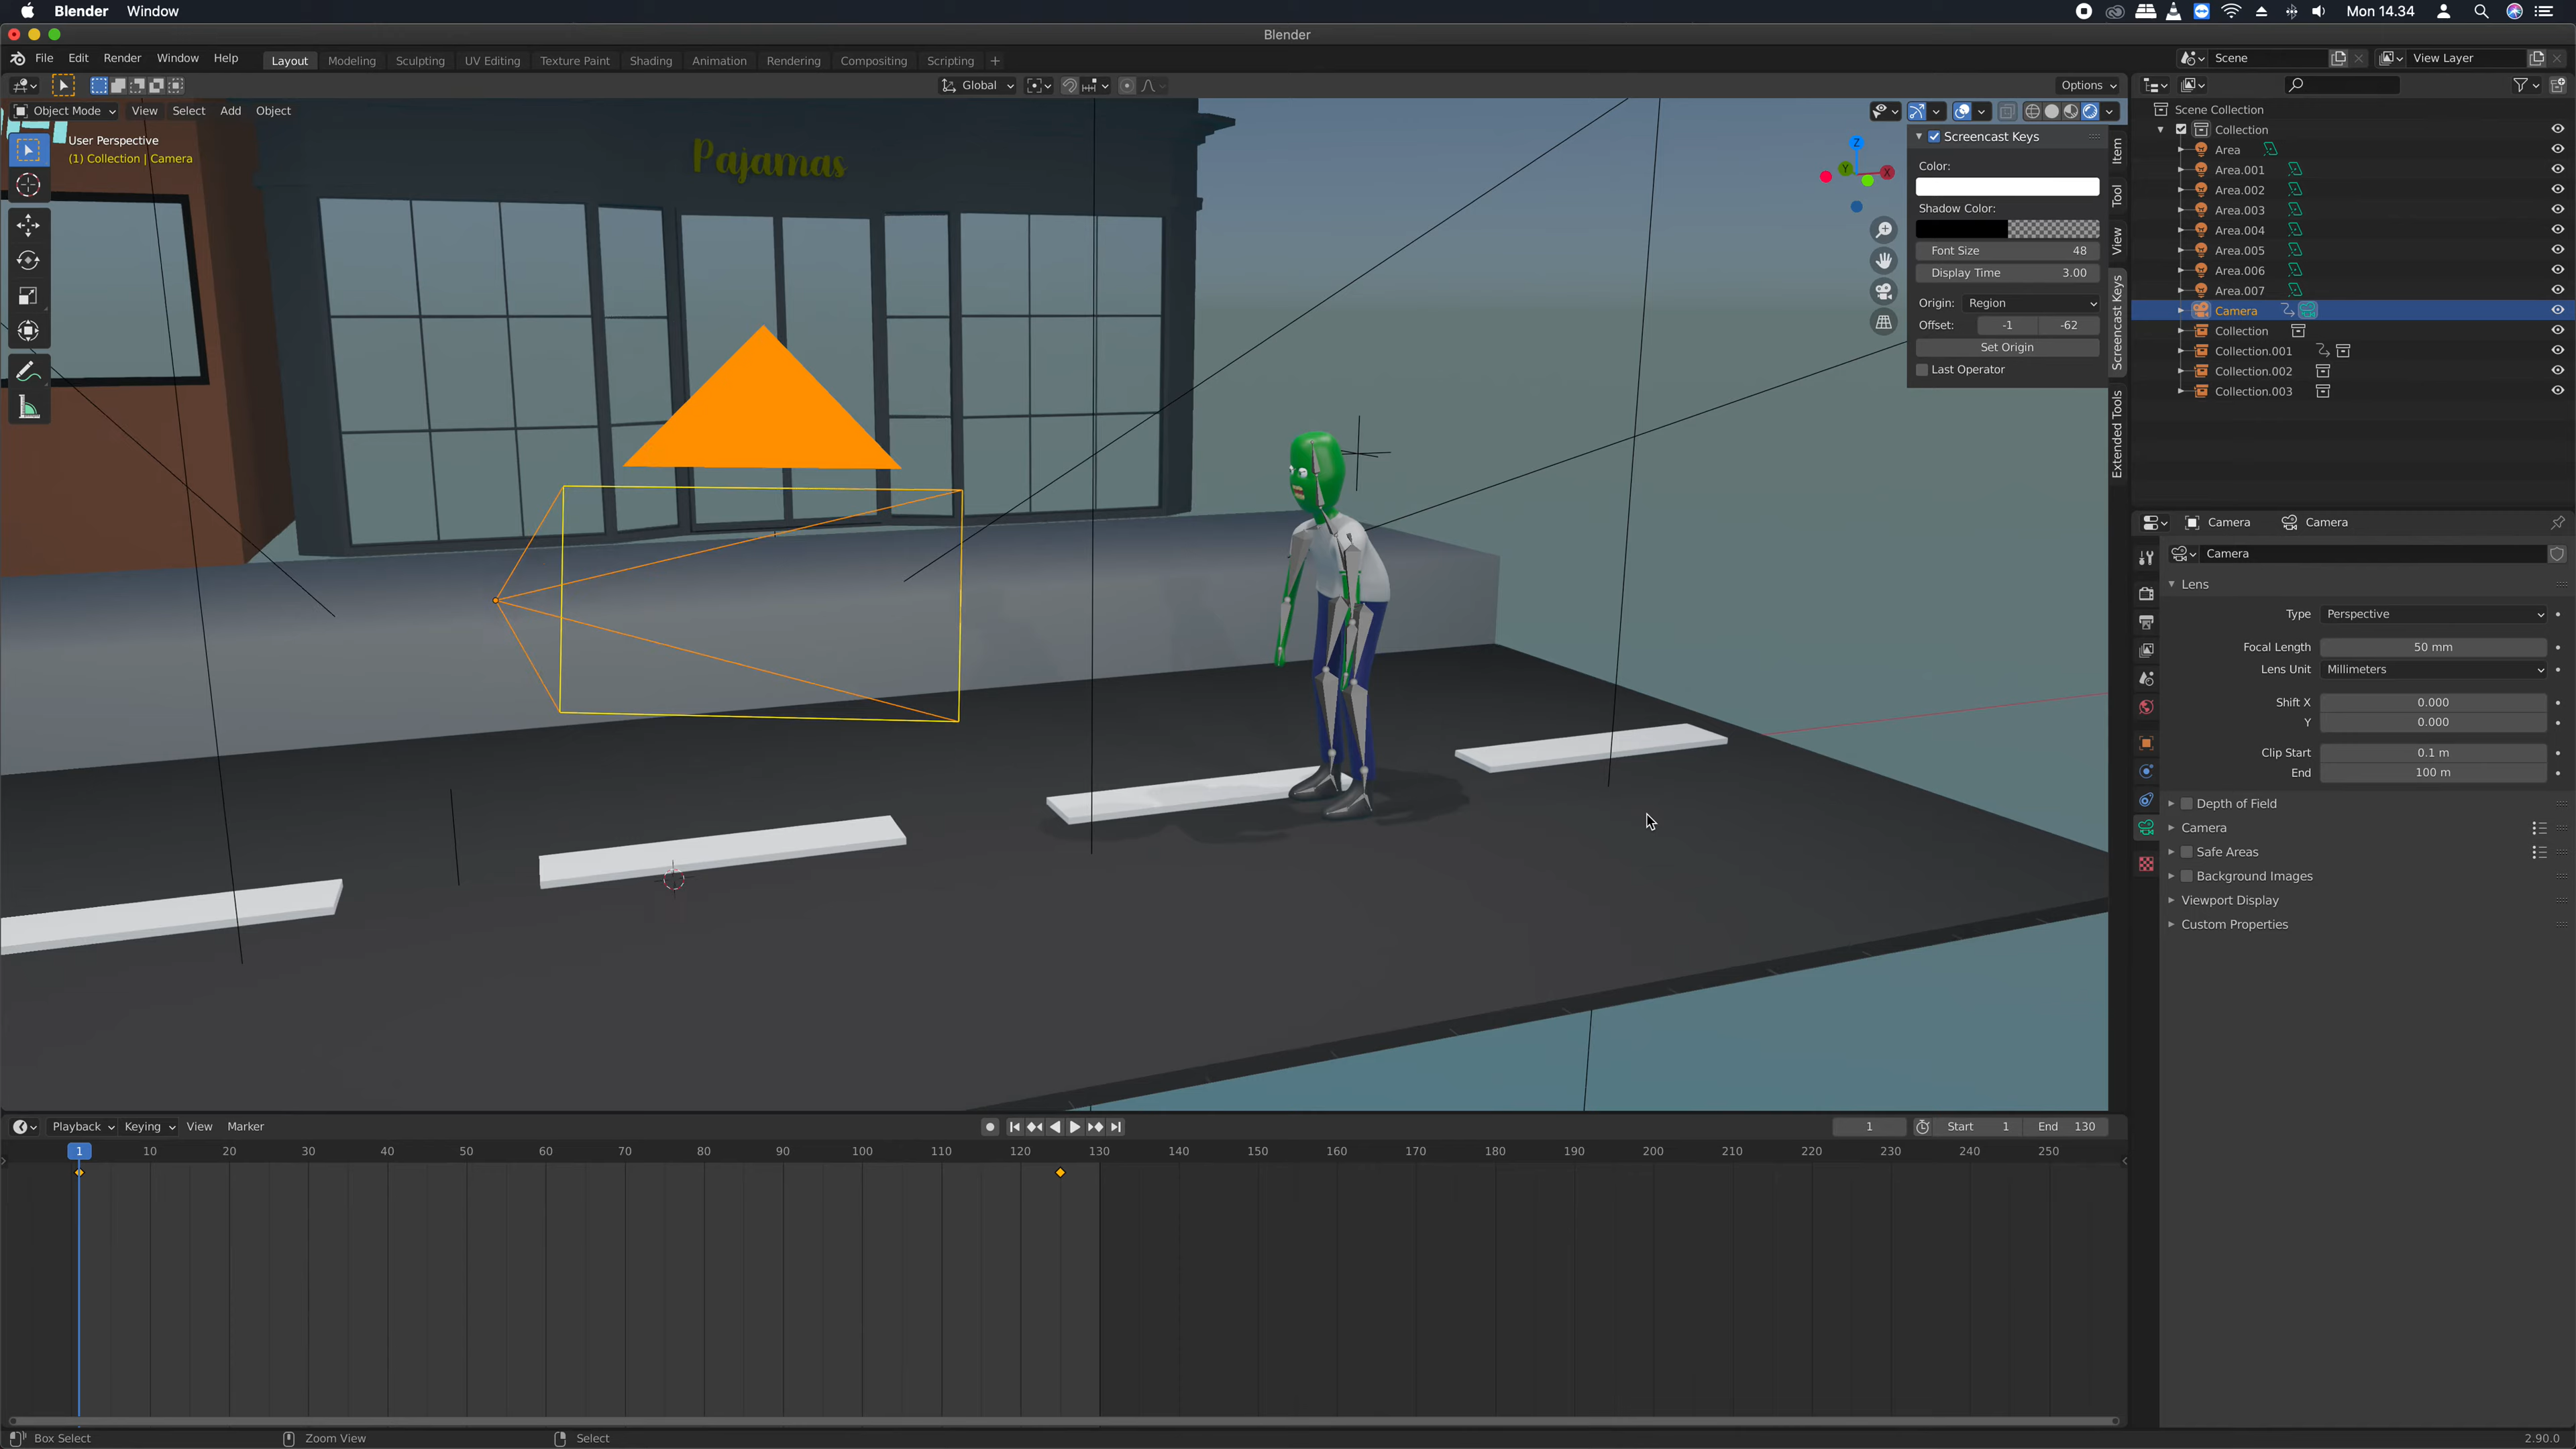 Blender Window
Mon 14.34
Blender
File Edit Render Window Help
Layout Modeling Sculpting UV Editing Texture Paint Shading Animation Rendering Compositing Scripting +
Scene
View Layer
Global
Options
Object Mode View Select Add Object
User Perspective
(1) Collection | Camera
Pajamas
Z
Y
X
Screencast Keys
Color:
Shadow Color:
Font Size 48
Display Time 3.00
Origin: Region
Offset: -1 -62
Set Origin
Last Operator
Item
Tool
View
Screencast Keys
Extended Tools
Scene Collection
Collection
Area
Area.001
Area.002
Area.003
Area.004
Area.005
Area.006
Area.007
Camera
Collection
Collection.001
Collection.002
Collection.003
Camera Camera
Camera
Lens
Type Perspective
Focal Length 50 mm
Lens Unit Millimeters
Shift X 0.000
Y 0.000
Clip Start 0.1 m
End 100 m
Depth of Field
Camera
Safe Areas
Background Images
Viewport Display
Custom Properties
Playback Keying View Marker
1 Start 1 End 130
1 10 20 30 40 50 60 70 80 90 100 110 120 130 140 150 160 170 180 190 200 210 220 230 240 250
Box Select Zoom View Select
2.90.0